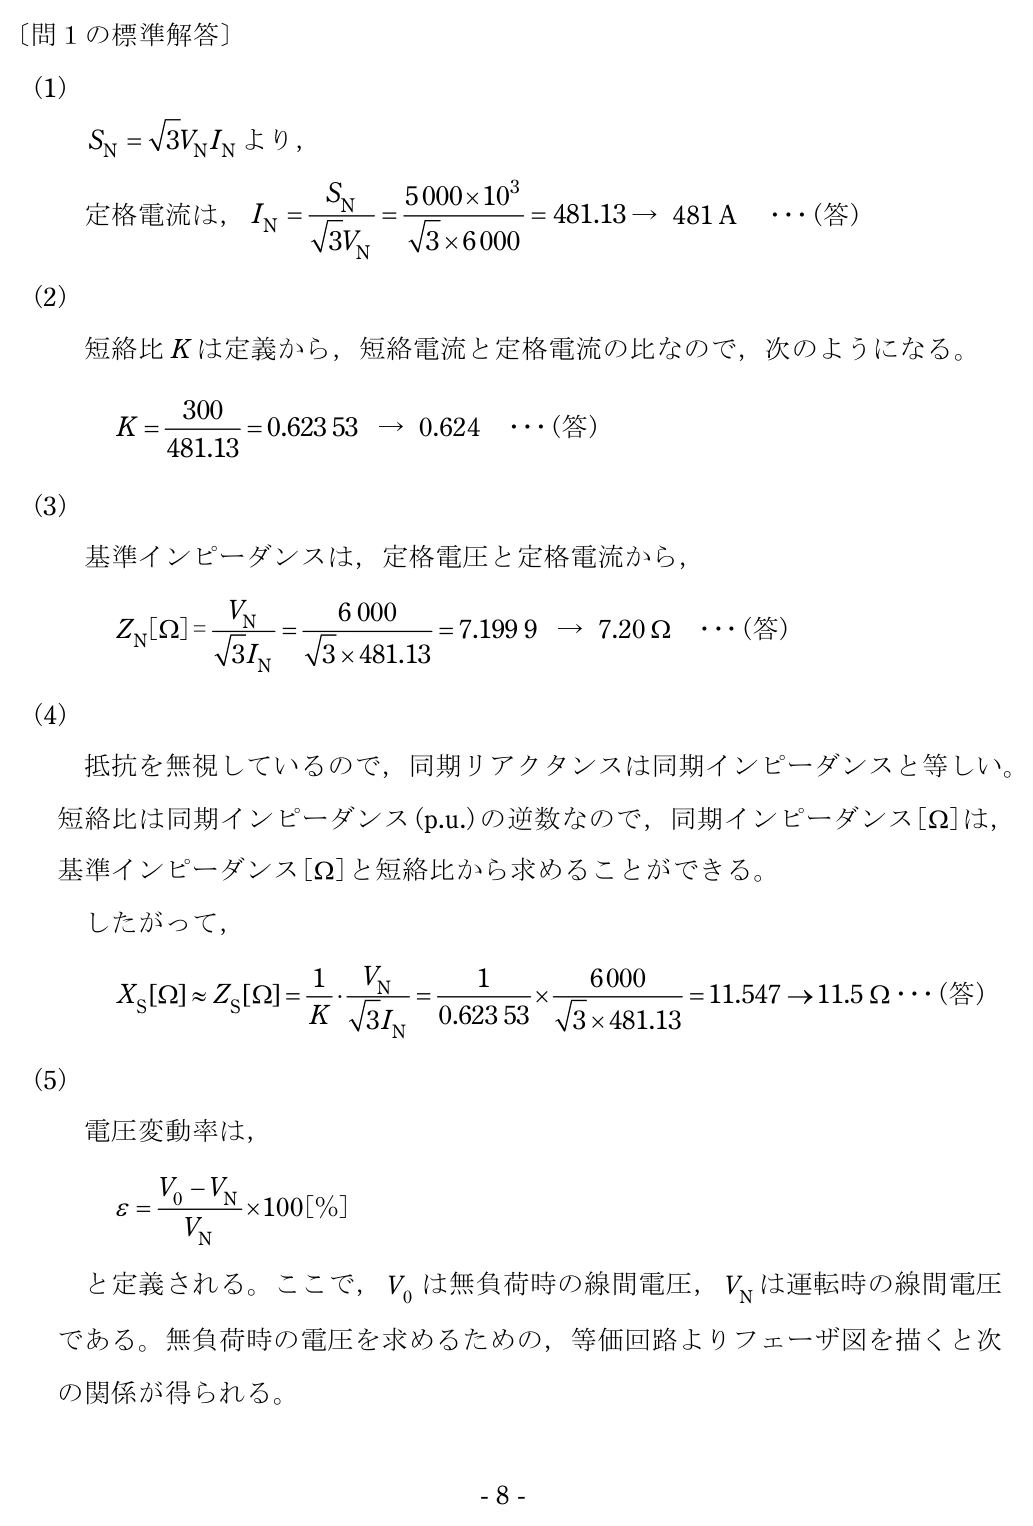 〔問1の標準解答〕
(1)
S_N = √3V_N I_N より,
定格電流は, I_N = S_N/(√3V_N) = (5 000×10³)/(√3×6 000) = 481.13 → 481 A ・・・(答)
(2)
短絡比 K は定義から, 短絡電流と定格電流の比なので, 次のようになる。
K = 300/481.13 = 0.623 53 → 0.624 ・・・(答)
(3)
基準インピーダンスは, 定格電圧と定格電流から,
Z_N[Ω] = V_N/(√3I_N) = 6 000/(√3×481.13) = 7.199 9 → 7.20 Ω ・・・(答)
(4)
抵抗を無視しているので, 同期リアクタンスは同期インピーダンスと等しい。
短絡比は同期インピーダンス(p.u.)の逆数なので, 同期インピーダンス[Ω]は,
基準インピーダンス[Ω]と短絡比から求めることができる。
したがって,
X_S[Ω] ≈ Z_S[Ω] = 1/K · V_N/(√3I_N) = 1/0.623 53 × 6 000/(√3×481.13) = 11.547 → 11.5 Ω ・・・(答)
(5)
電圧変動率は,
ε = (V_0 − V_N)/V_N ×100[%]
と定義される。ここで, V_0 は無負荷時の線間電圧, V_N は運転時の線間電圧
である。無負荷時の電圧を求めるための, 等価回路よりフェーザ図を描くと次
の関係が得られる。
- 8 -